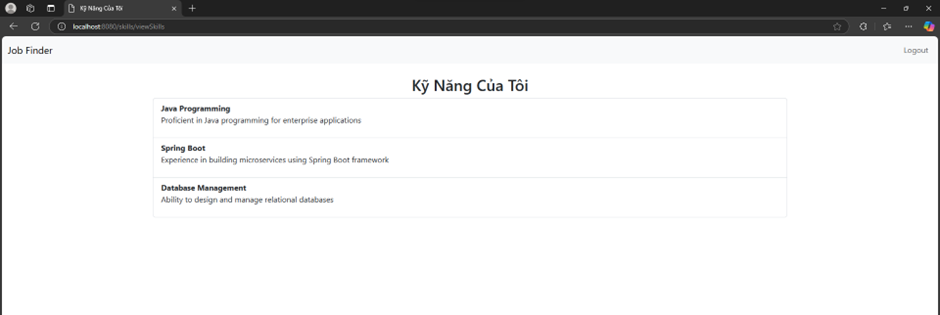 Kỹ Năng Của Tôi
localhost:8080/skills/viewSkills
Job Finder
Logout
Kỹ Năng Của Tôi
Java Programming
Proficient in Java programming for enterprise applications
Spring Boot
Experience in building microservices using Spring Boot framework
Database Management
Ability to design and manage relational databases